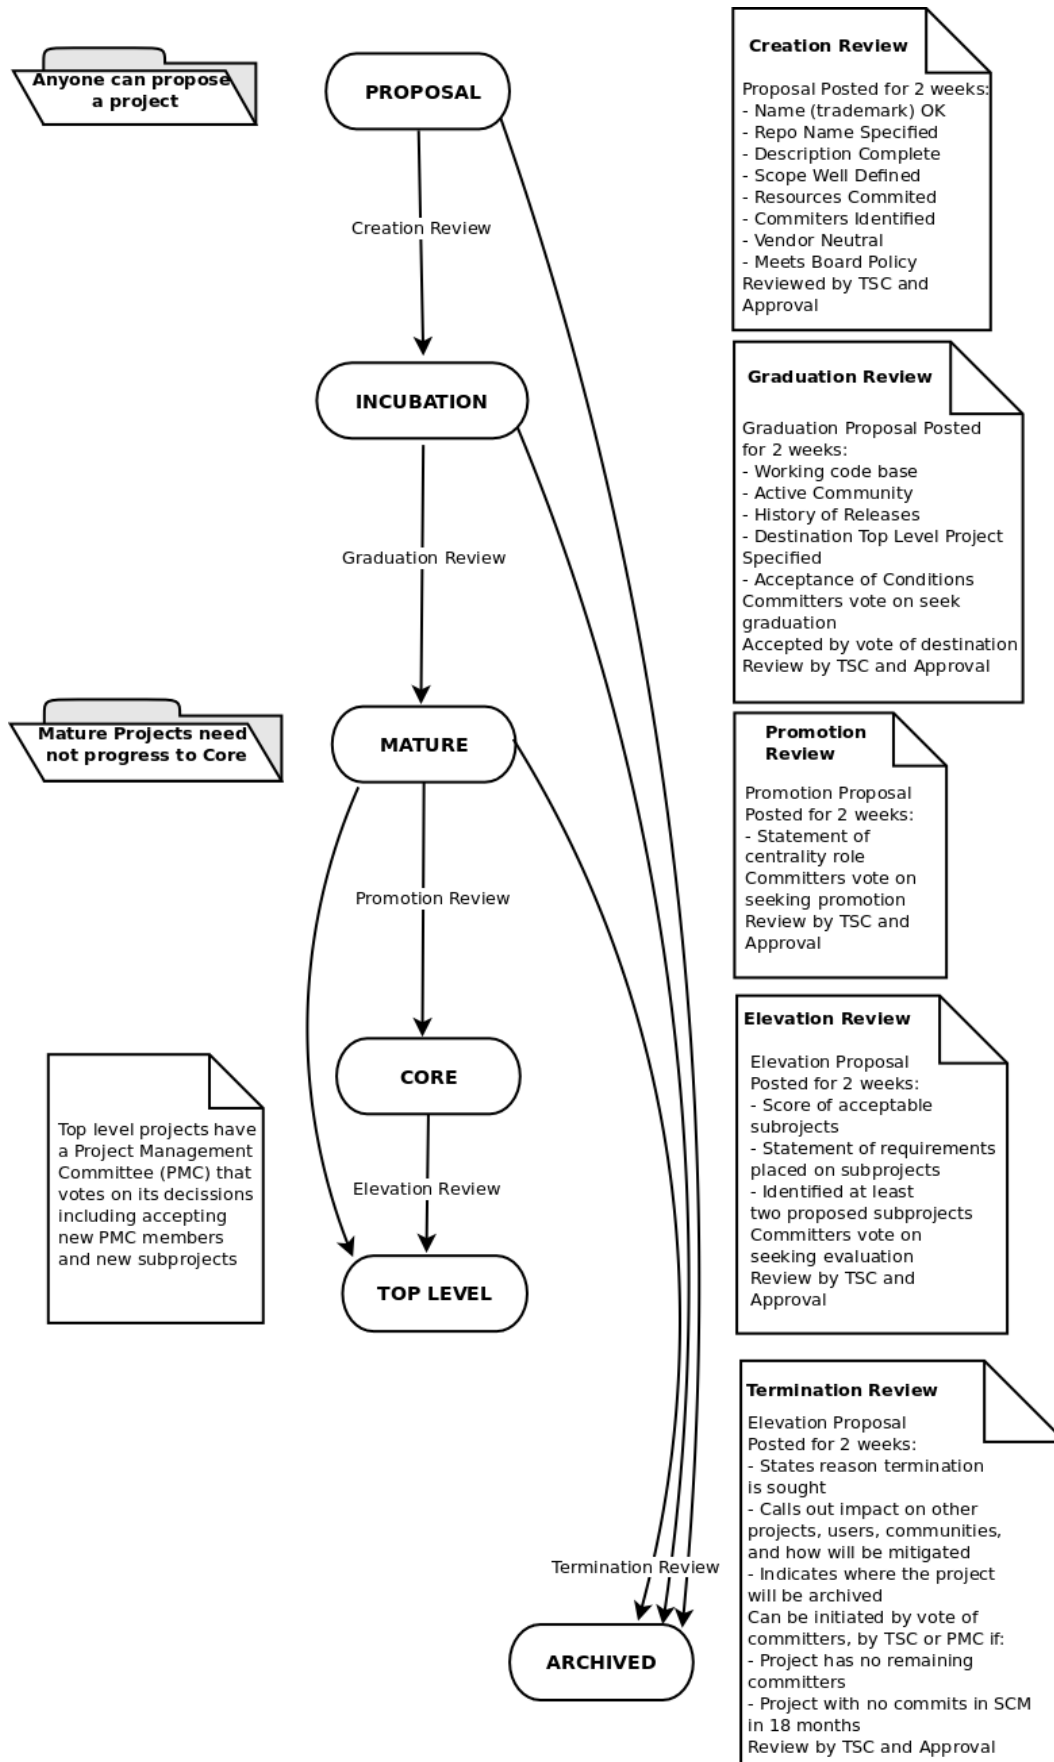 Anyone can propose
a project
PROPOSAL
Creation Review
INCUBATION
Graduation Review
Mature Projects need
not progress to Core
MATURE
Promotion Review
CORE
Top level projects have
a Project Management
Committee (PMC) that
votes on its decissions
including accepting
new PMC members
and new subprojects
Elevation Review
TOP LEVEL
Termination Review
ARCHIVED
Creation Review
Proposal Posted for 2 weeks:
- Name (trademark) OK
- Repo Name Specified
- Description Complete
- Scope Well Defined
- Resources Commited
- Commiters Identified
- Vendor Neutral
- Meets Board Policy
Reviewed by TSC and
Approval
Graduation Review
Graduation Proposal Posted
for 2 weeks:
- Working code base
- Active Community
- History of Releases
- Destination Top Level Project
Specified
- Acceptance of Conditions
Committers vote on seek
graduation
Accepted by vote of destination
Review by TSC and Approval
Promotion
Review
Promotion Proposal
Posted for 2 weeks:
- Statement of
centrality role
Committers vote on
seeking promotion
Review by TSC and
Approval
Elevation Review
Elevation Proposal
Posted for 2 weeks:
- Score of acceptable
subrojects
- Statement of requirements
placed on subprojects
- Identified at least
two proposed subprojects
Committers vote on
seeking evaluation
Review by TSC and
Approval
Termination Review
Elevation Proposal
Posted for 2 weeks:
- States reason termination
is sought
- Calls out impact on other
projects, users, communities,
and how will be mitigated
- Indicates where the project
will be archived
Can be initiated by vote of
committers, by TSC or PMC if:
- Project has no remaining
committers
- Project with no commits in SCM
in 18 months
Review by TSC and Approval